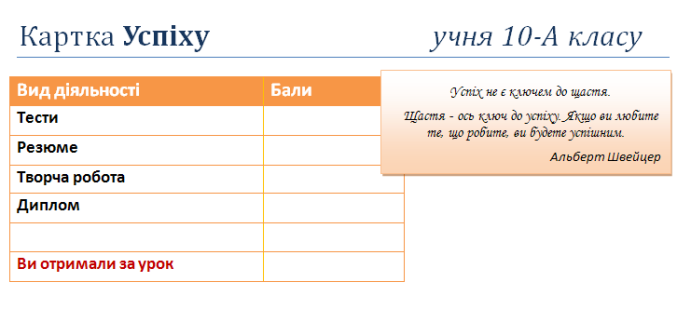 Картка Успіху учня 10-А класу
Вид діяльності Бали
Тести
Резюме
Творча робота
Диплом
Ви отримали за урок
Успіх не є ключем до щастя.
Щастя - ось ключ до успіху. Якщо ви любите
те, що робите, ви будете успішним.
Альберт Швейцер